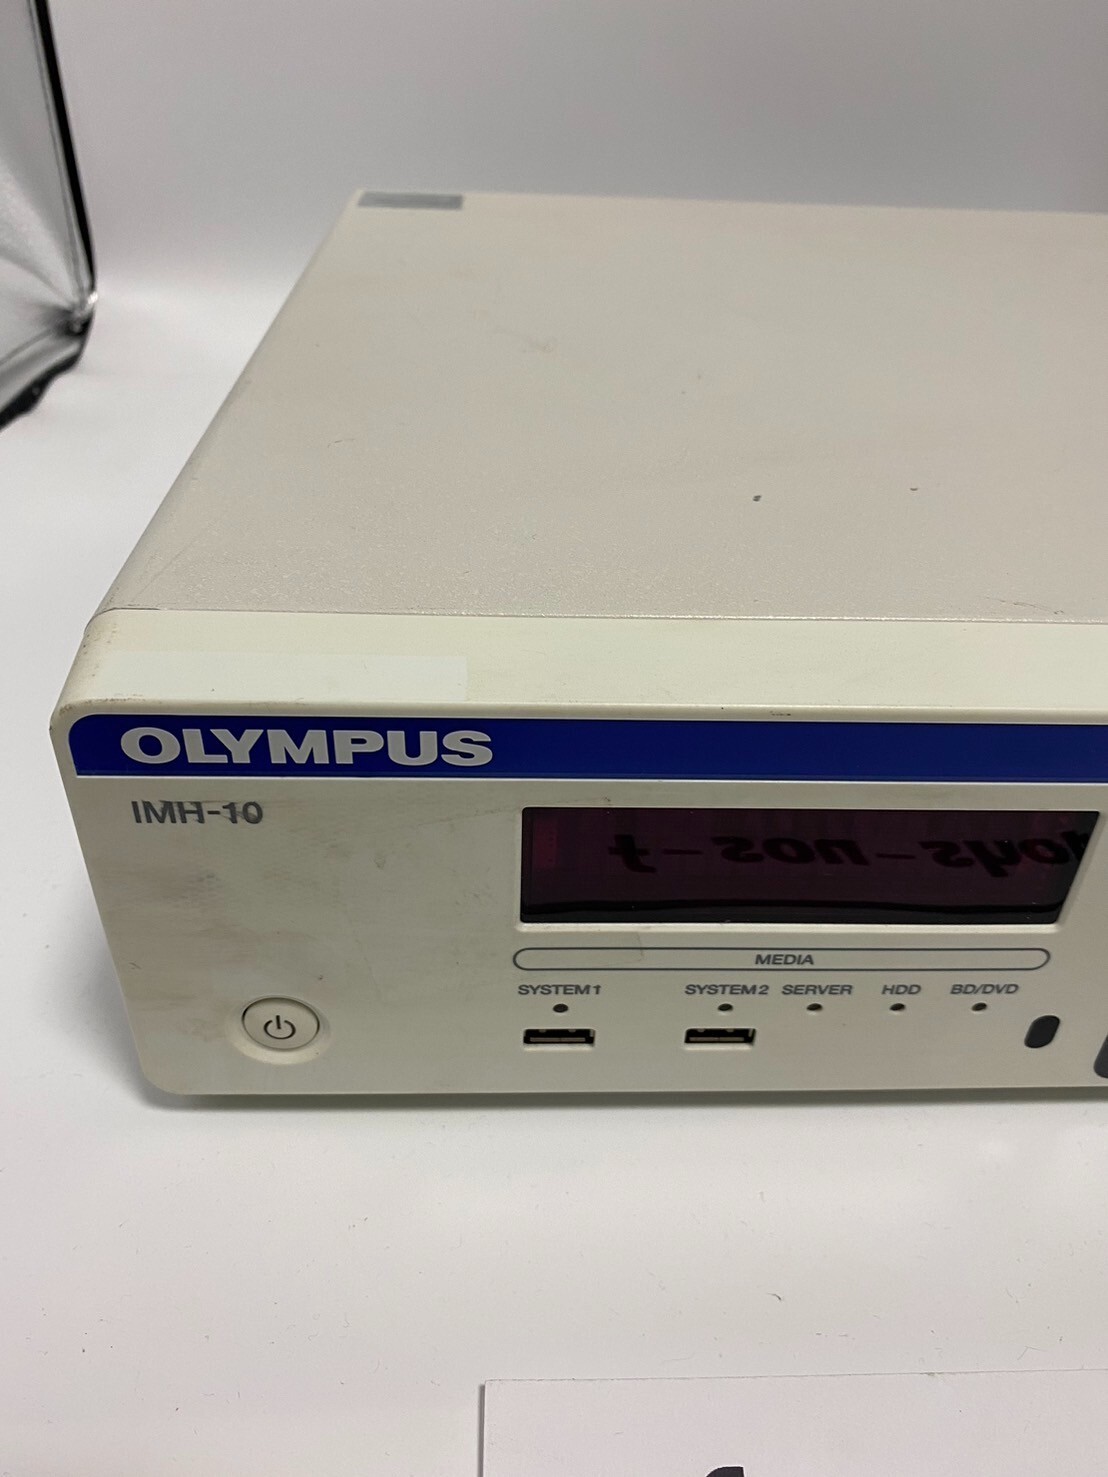 OLYMPUS
IMH-10
MEDIA
SYSTEM1 SYSTEM2 SERVER HDD BD/DVD